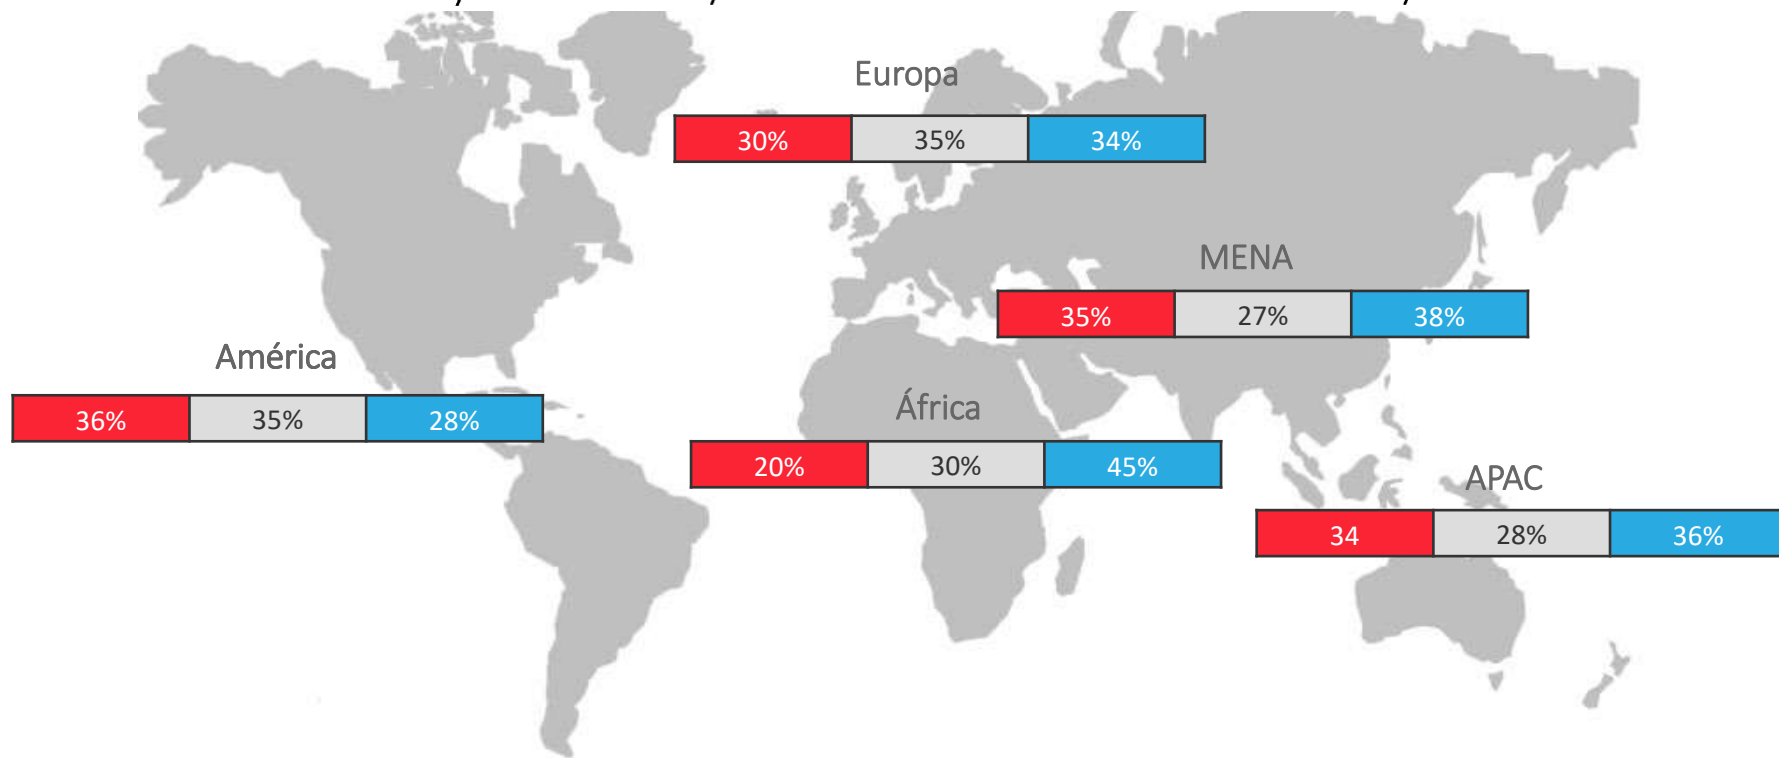 Europa
30% 35% 34%
MENA
35% 27% 38%
América
36% 35% 28%
África
20% 30% 45%
APAC
34 28% 36%